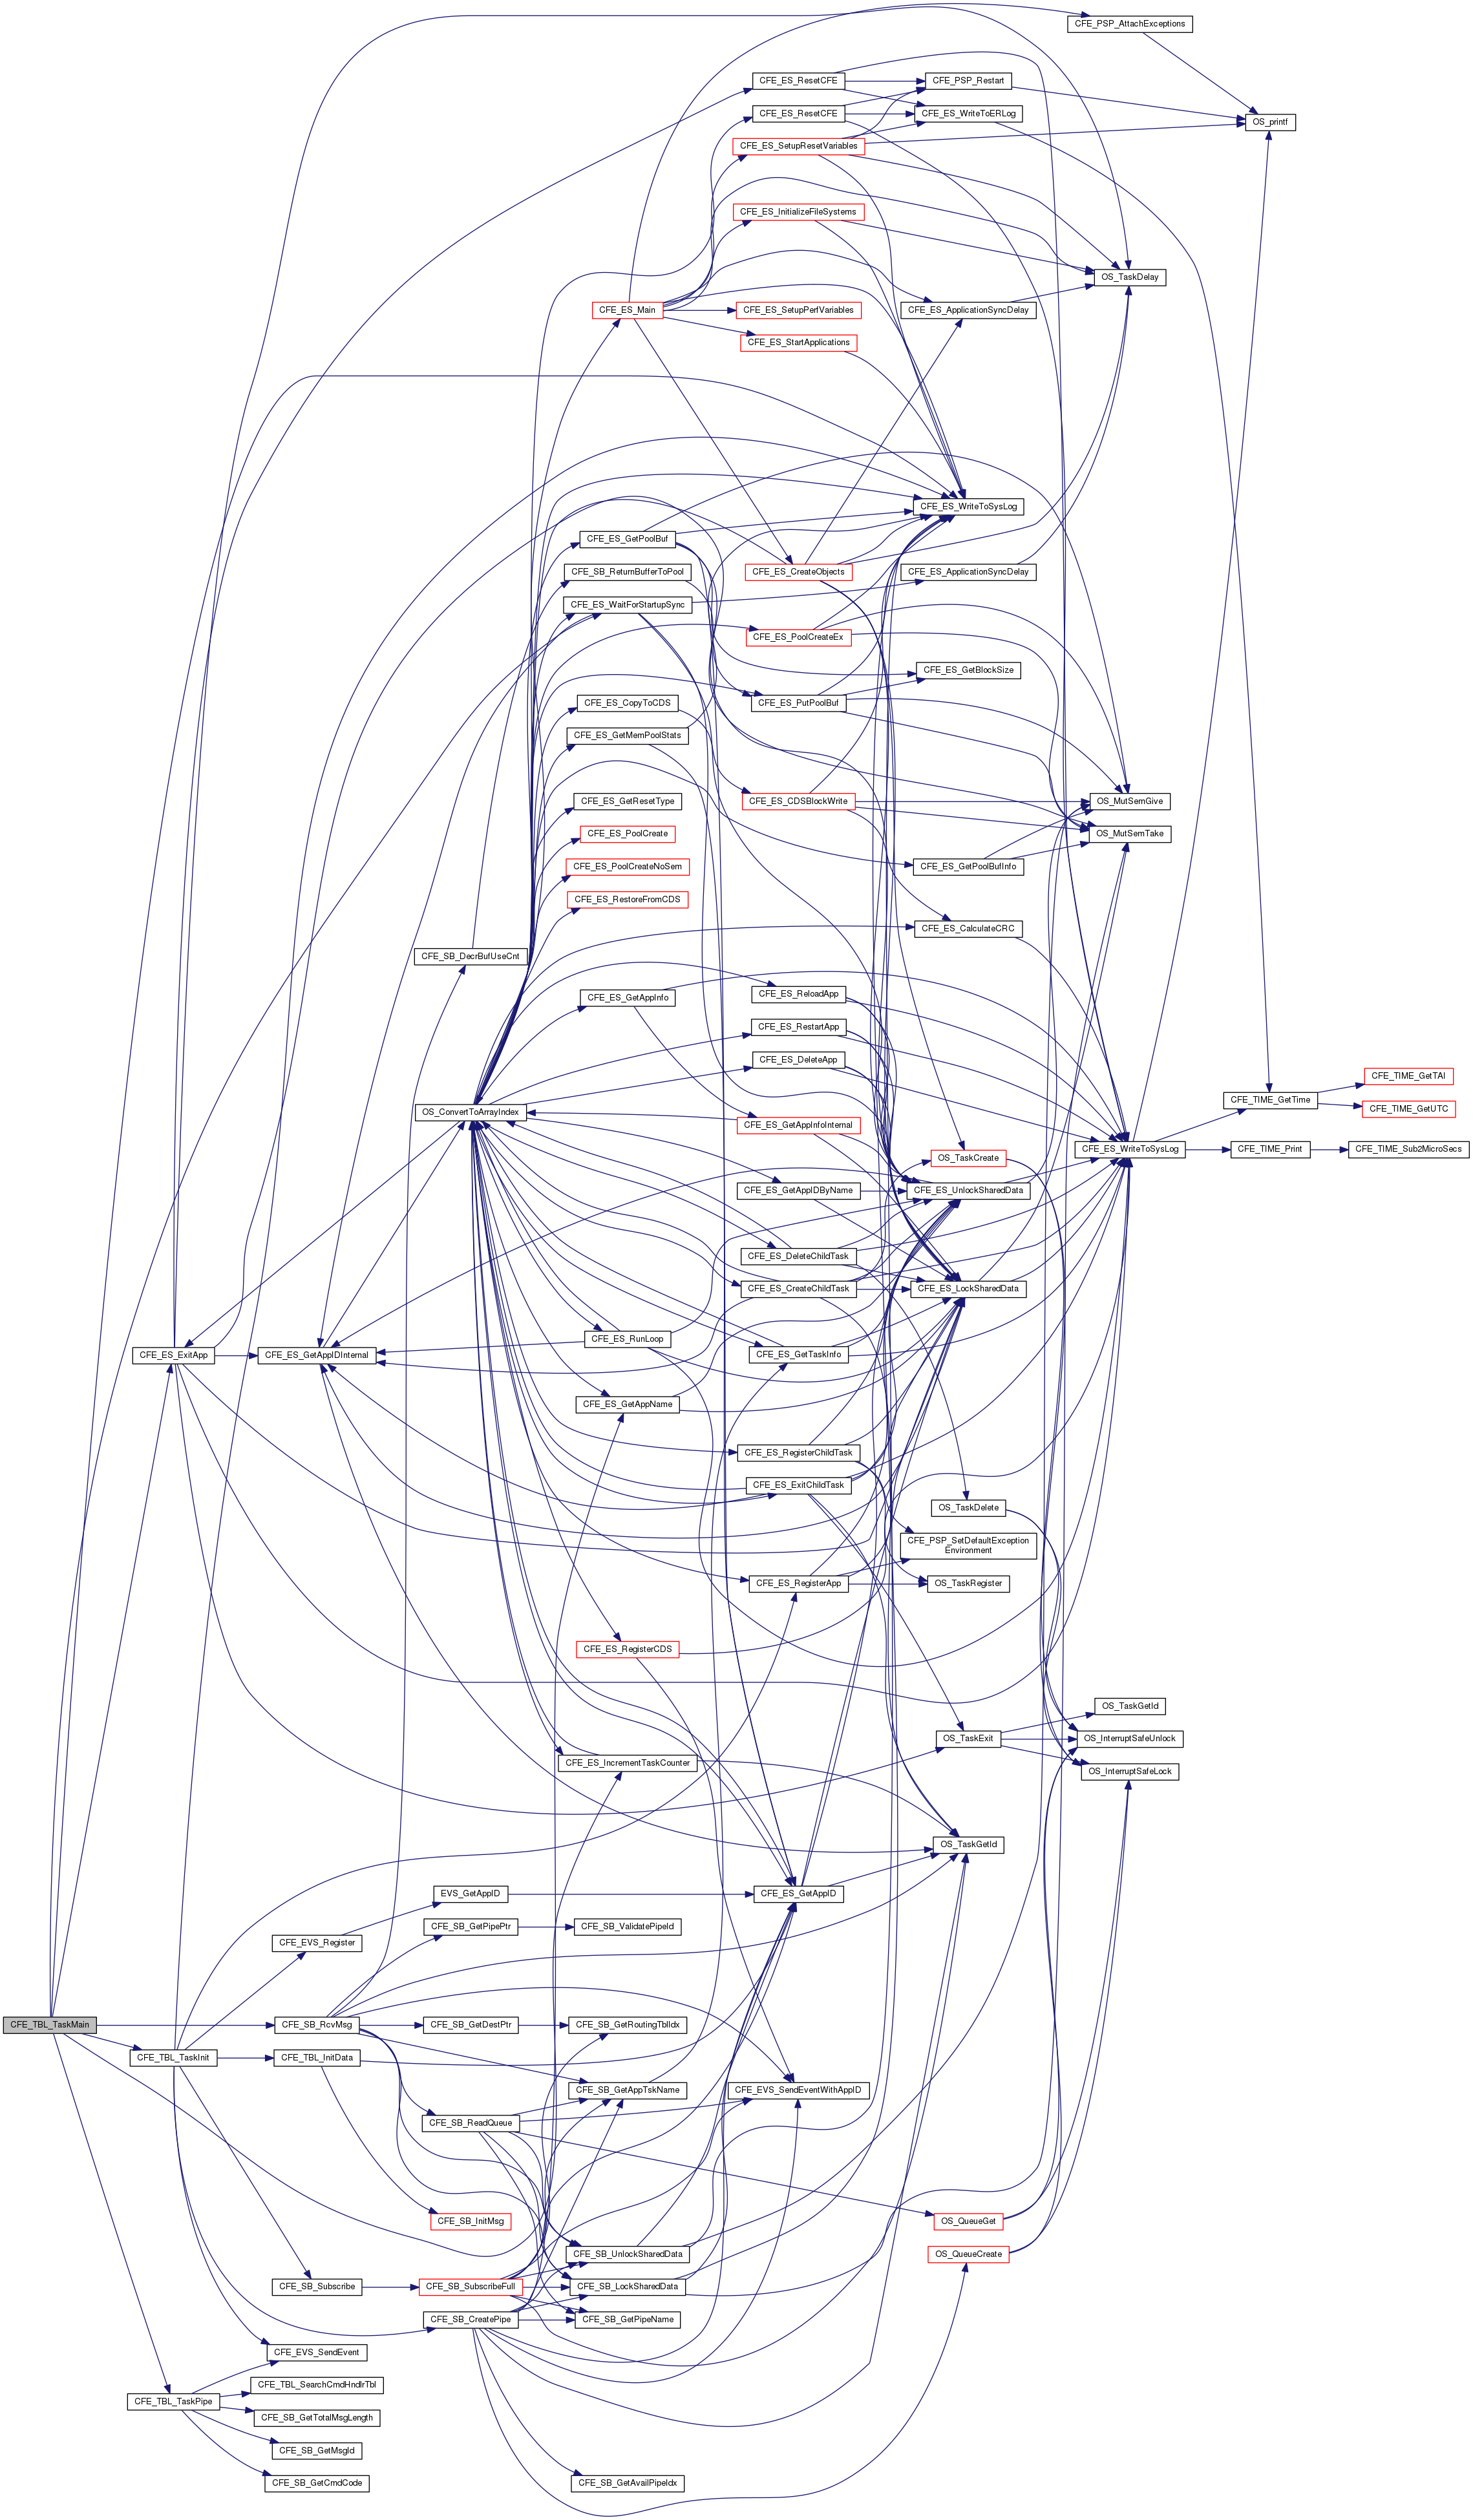 CFE_PSP_AttachExceptions
CFE_ES_ResetCFE
CFE_PSP_Restart
CFE_ES_ResetCFE
CFE_ES_WriteToERLog
OS_printf
CFE_ES_SetupResetVariables
CFE_ES_InitializeFileSystems
OS_TaskDelay
CFE_ES_Main
CFE_ES_SetupPerfVariables
CFE_ES_ApplicationSyncDelay
CFE_ES_StartApplications
CFE_ES_WriteToSysLog
CFE_ES_GetPoolBuf
CFE_SB_ReturnBufferToPool
CFE_ES_CreateObjects
CFE_ES_ApplicationSyncDelay
CFE_ES_WaitForStartupSync
CFE_ES_PoolCreateEx
CFE_ES_GetBlockSize
CFE_ES_CopyToCDS
CFE_ES_PutPoolBuf
CFE_ES_GetMemPoolStats
CFE_ES_GetResetType
CFE_ES_CDSBlockWrite
OS_MutSemGive
CFE_ES_PoolCreate
OS_MutSemTake
CFE_ES_PoolCreateNoSem
CFE_ES_GetPoolBufInfo
CFE_ES_RestoreFromCDS
CFE_ES_CalculateCRC
CFE_SB_DecrBufUseCnt
CFE_ES_GetAppInfo
CFE_ES_ReloadApp
CFE_ES_RestartApp
CFE_ES_DeleteApp
CFE_TIME_GetTAI
CFE_TIME_GetTime
CFE_TIME_GetUTC
OS_ConvertToArrayIndex
CFE_ES_GetAppInfoInternal
CFE_ES_WriteToSysLog
CFE_TIME_Print
CFE_TIME_Sub2MicroSecs
OS_TaskCreate
CFE_ES_GetAppIDByName
CFE_ES_UnlockSharedData
CFE_ES_DeleteChildTask
CFE_ES_CreateChildTask
CFE_ES_LockSharedData
CFE_ES_RunLoop
CFE_ES_ExitApp
CFE_ES_GetAppIDInternal
CFE_ES_GetTaskInfo
CFE_ES_GetAppName
CFE_ES_RegisterChildTask
CFE_ES_ExitChildTask
OS_TaskDelete
CFE_PSP_SetDefaultException
Environment
CFE_ES_RegisterApp
OS_TaskRegister
CFE_ES_RegisterCDS
OS_TaskGetId
OS_TaskExit
OS_InterruptSafeUnlock
CFE_ES_IncrementTaskCounter
OS_InterruptSafeLock
OS_TaskGetId
EVS_GetAppID
CFE_ES_GetAppID
CFE_SB_GetPipePtr
CFE_SB_ValidatePipeId
CFE_EVS_Register
CFE_TBL_TaskMain
CFE_SB_RcvMsg
CFE_SB_GetDestPtr
CFE_SB_GetRoutingTblIdx
CFE_TBL_TaskInit
CFE_TBL_InitData
CFE_SB_GetAppTskName
CFE_EVS_SendEventWithAppID
CFE_SB_ReadQueue
CFE_SB_InitMsg
OS_QueueGet
CFE_SB_UnlockSharedData
OS_QueueCreate
CFE_SB_Subscribe
CFE_SB_SubscribeFull
CFE_SB_LockSharedData
CFE_SB_CreatePipe
CFE_SB_GetPipeName
CFE_EVS_SendEvent
CFE_TBL_SearchCmdHndlrTbl
CFE_TBL_TaskPipe
CFE_SB_GetTotalMsgLength
CFE_SB_GetMsgId
CFE_SB_GetCmdCode
CFE_SB_GetAvailPipeIdx